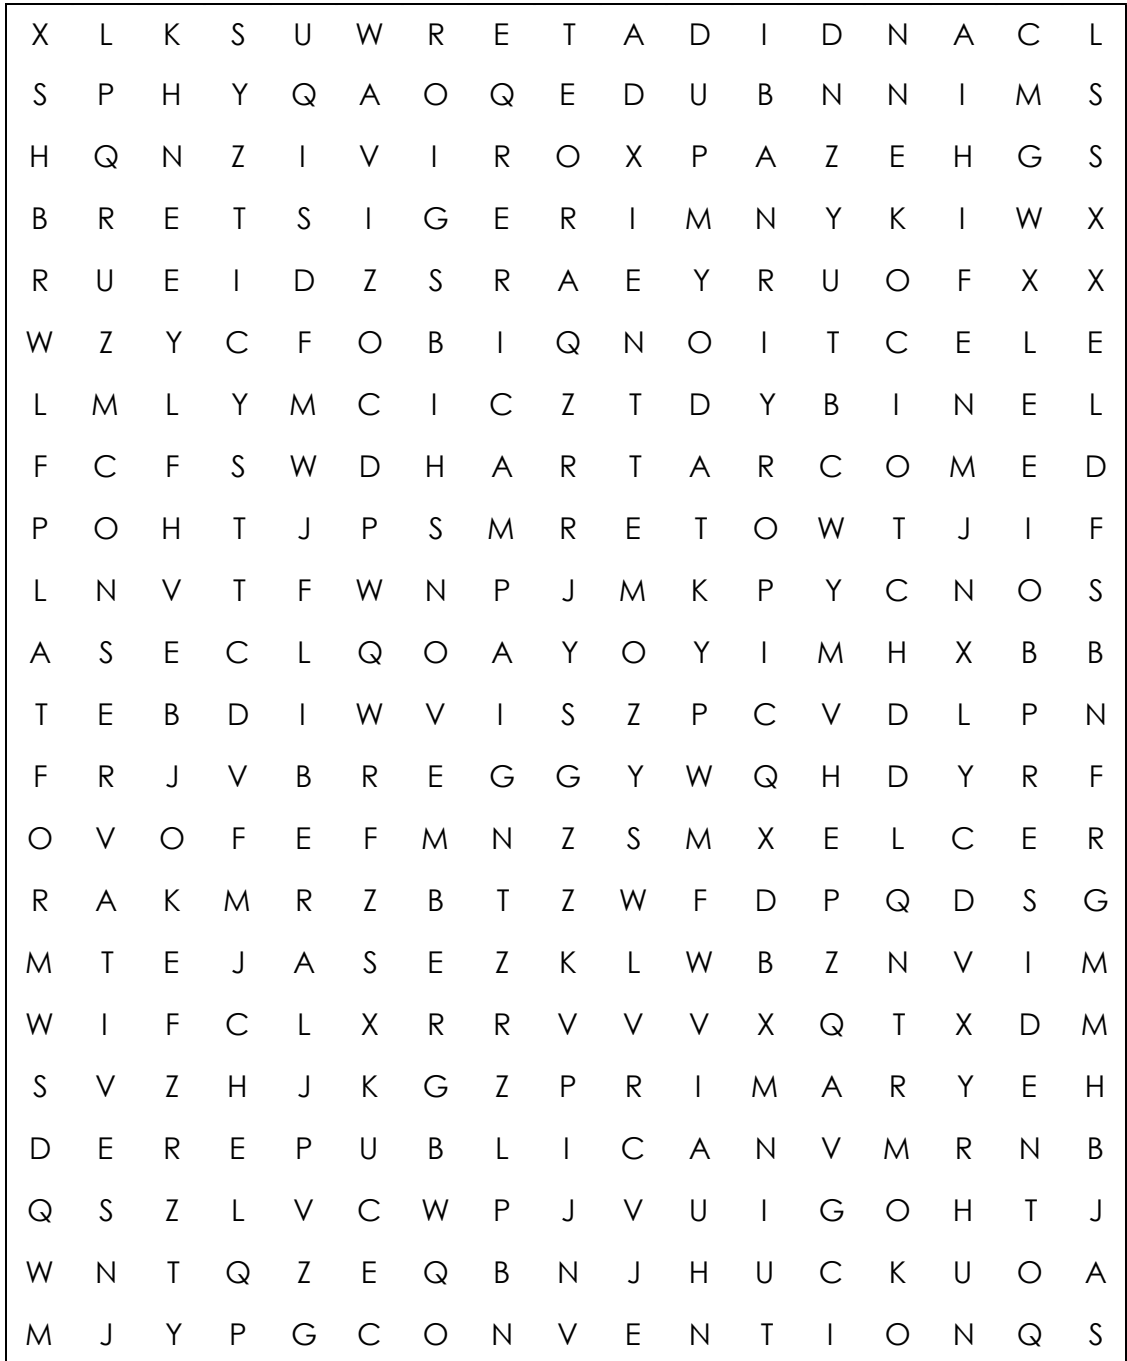 X L K S U W R E T A D I D N A C L
S P H Y Q A O Q E D U B N N I M S
H Q N Z I V I R O X P A Z E H G S
B R E T S I G E R I M N Y K I W X
R U E I D Z S R A E Y R U O F X X
W Z Y C F O B I Q N O I T C E L E
L M L Y M C I C Z T D Y B I N E L
F C F S W D H A R T A R C O M E D
P O H T J P S M R E T O W T J I F
L N V T F W N P J M K P Y C N O S
A S E C L Q O A Y O Y I M H X B B
T E B D I W V I S Z P C V D L P N
F R J V B R E G G Y W Q H D Y R F
O V O F E F M N Z S M X E L C E R
R A K M R Z B T Z W F D P Q D S G
M T E J A S E Z K L W B Z N V I M
W I F C L X R R V V V X Q T X D M
S V Z H J K G Z P R I M A R Y E H
D E R E P U B L I C A N V M R N B
Q S Z L V C W P J V U I G O H T J
W N T Q Z E Q B N J H U C K U O A
M J Y P G C O N V E N T I O N Q S